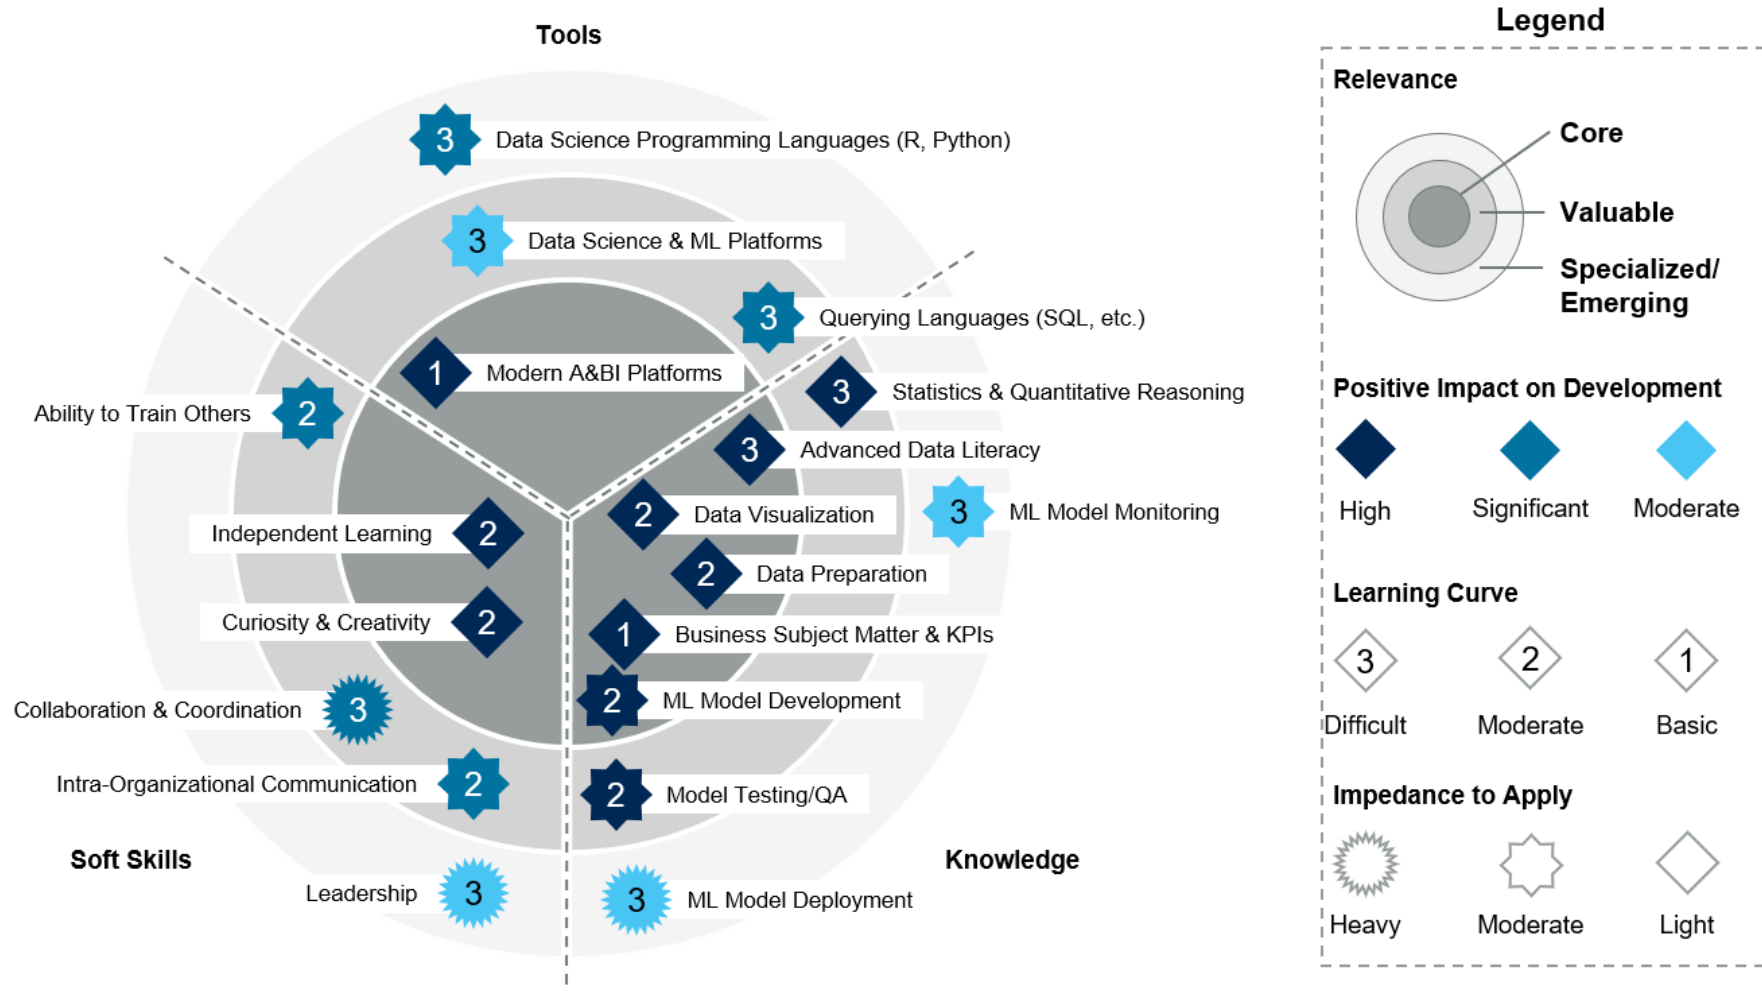 Tools
3
Data Science Programming Languages (R, Python)
3
Data Science & ML Platforms
3
Querying Languages (SQL, etc.)
1
Modern A&BI Platforms
3
Statistics & Quantitative Reasoning
Ability to Train Others
2
3
Advanced Data Literacy
2
Data Visualization
3
ML Model Monitoring
Independent Learning
2
2
Data Preparation
Curiosity & Creativity
2
1
Business Subject Matter & KPIs
2
ML Model Development
Collaboration & Coordination
3
Intra-Organizational Communication
2
2
Model Testing/QA
Soft Skills
Knowledge
Leadership
3
3
ML Model Deployment
Legend
Relevance
Core
Valuable
Specialized/
Emerging
Positive Impact on Development
High
Significant
Moderate
Learning Curve
3
2
1
Difficult
Moderate
Basic
Impedance to Apply
Heavy
Moderate
Light